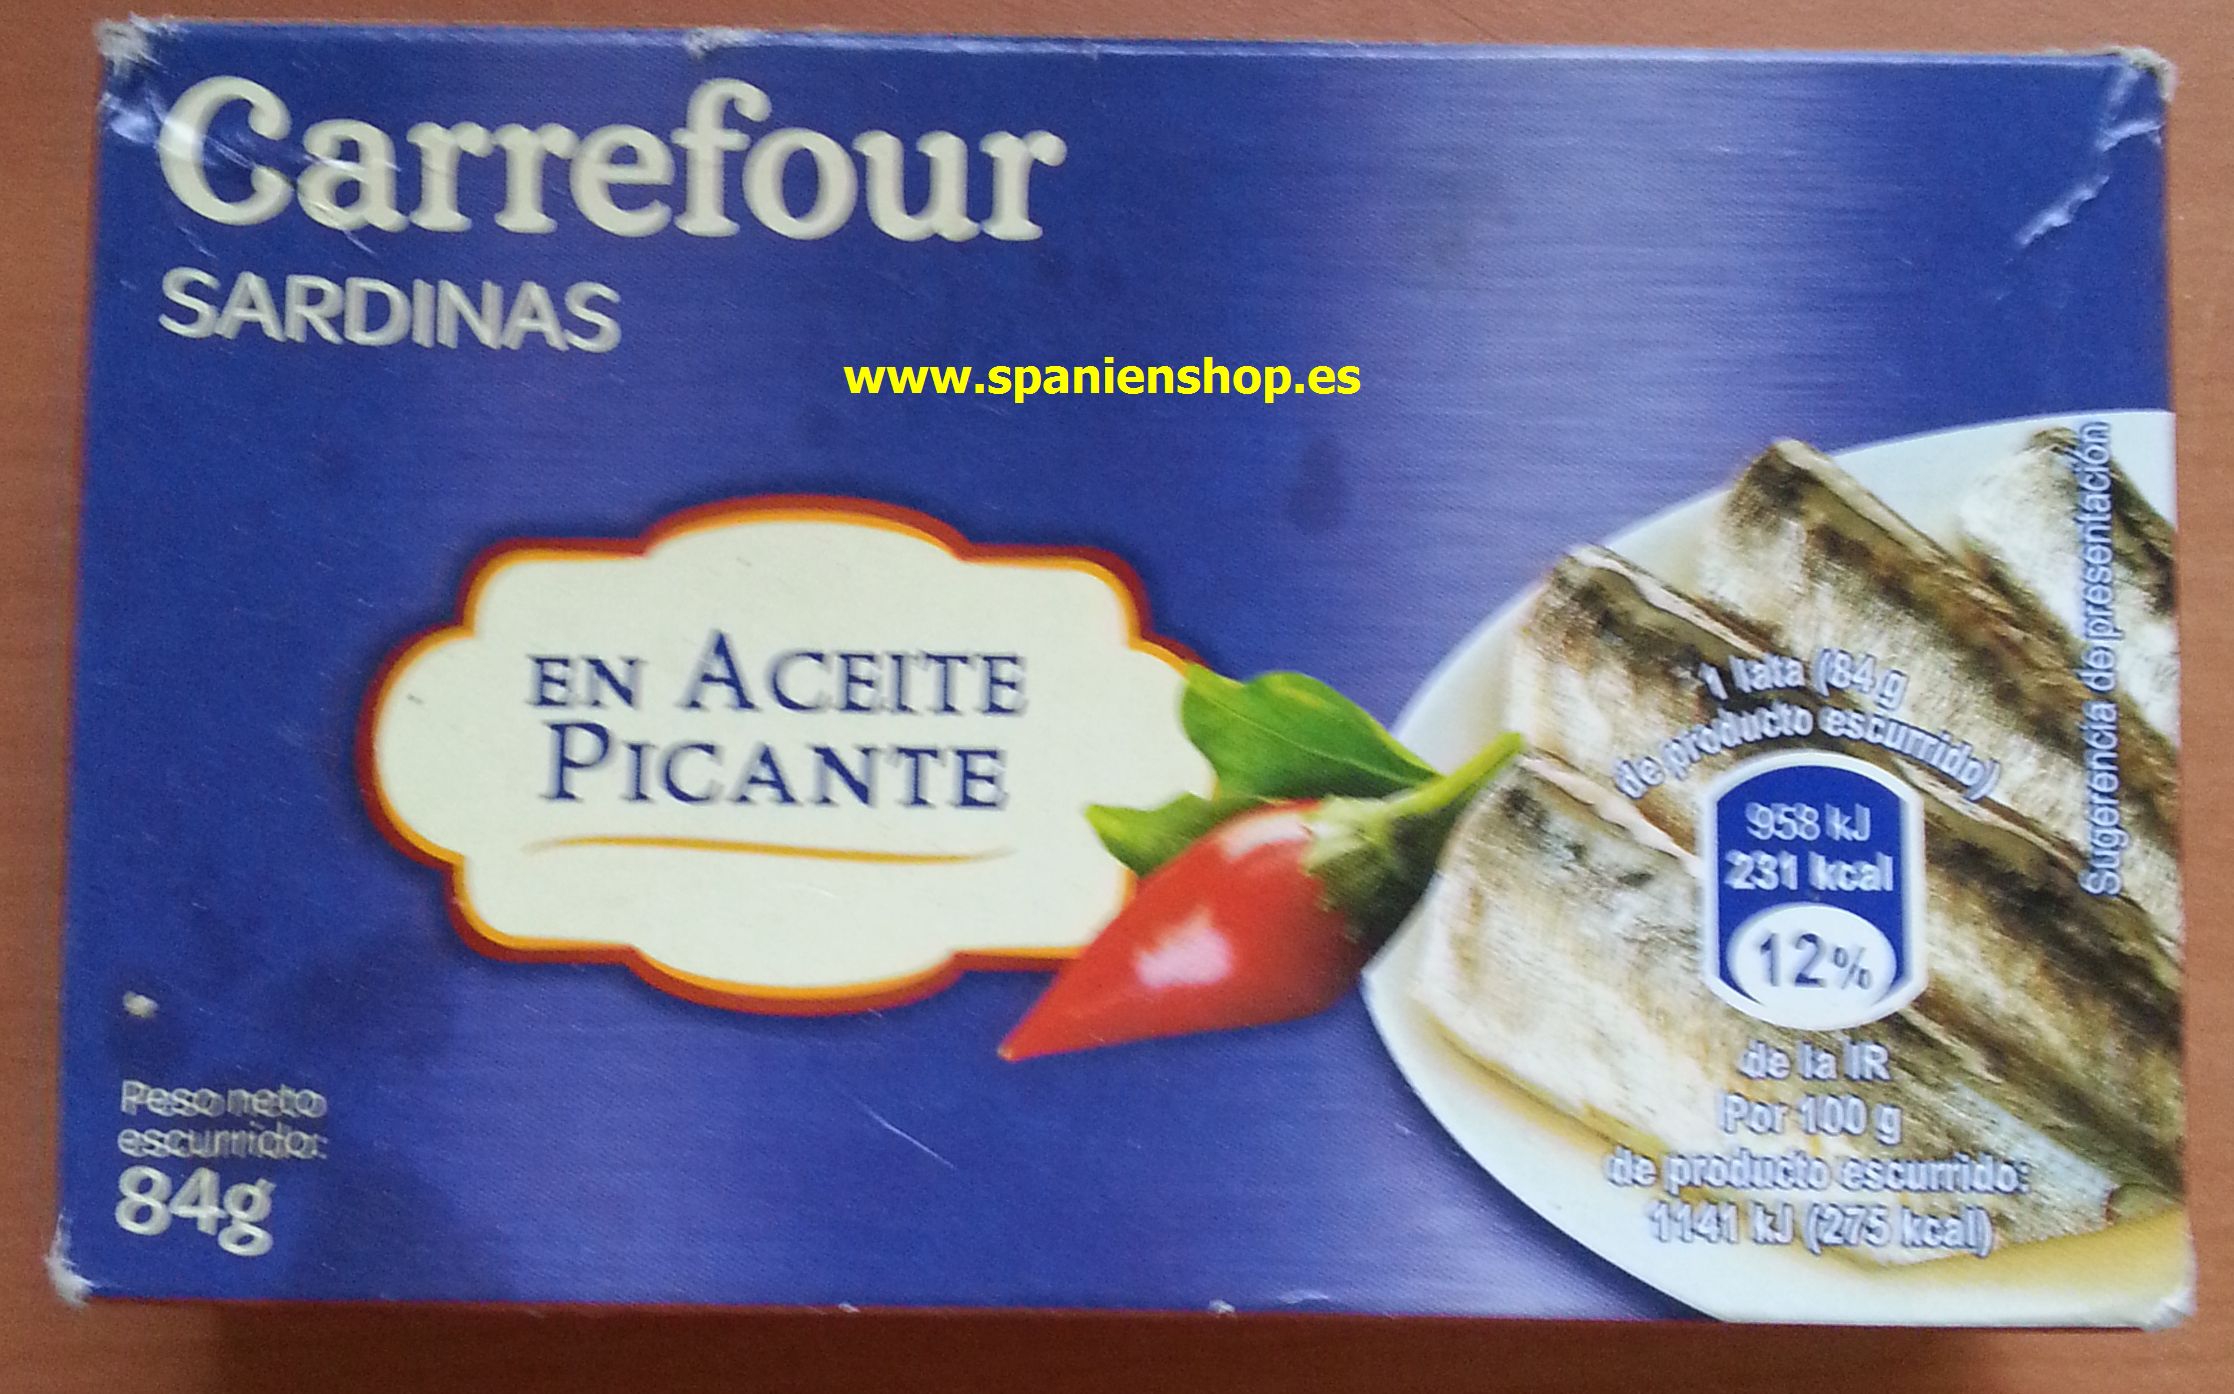 Carrefour
SARDINAS
www.spanienshop.es
EN ACEITE
PICANTE
Peso neto
escurrido:
84g
1 lata (84 g
de producto escurrido)
958 kJ
231 kcal
12%
de la IR
Por 100 g
de producto escurrido:
1141 kJ (275 kcal)
Sugerencia de presentación